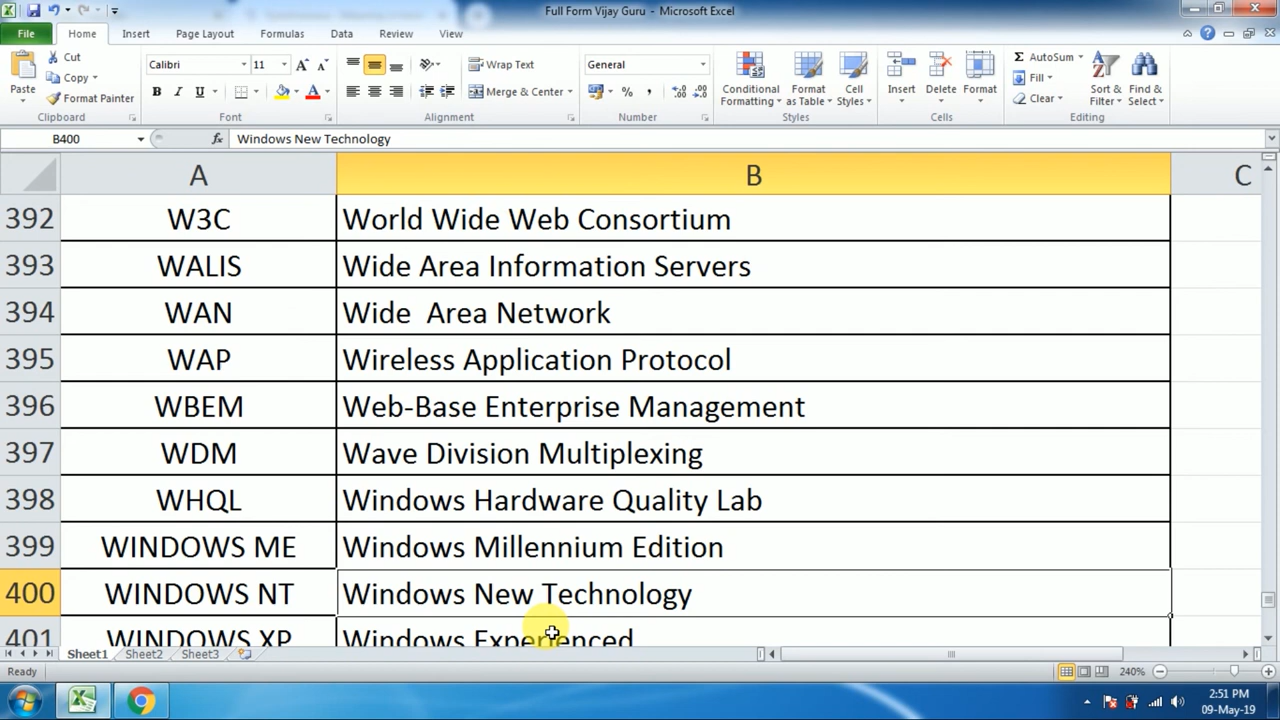 Full Form Vijay Guru - Microsoft Excel
File Home Insert Page Layout Formulas Data Review View
Paste Cut Copy Format Painter Clipboard
Calibri 11 A A B I U A Font
Wrap Text Merge & Center Alignment
General % , Number
Conditional Formatting Format as Table Cell Styles Styles
Insert Delete Format Cells
Σ AutoSum Fill Clear Sort & Filter Find & Select Editing
B400 fx Windows New Technology
A B C
392 W3C World Wide Web Consortium
393 WALIS Wide Area Information Servers
394 WAN Wide  Area Network
395 WAP Wireless Application Protocol
396 WBEM Web-Base Enterprise Management
397 WDM Wave Division Multiplexing
398 WHQL Windows Hardware Quality Lab
399 WINDOWS ME Windows Millennium Edition
400 WINDOWS NT Windows New Technology
401 WINDOWS XP Windows Experienced
Sheet1 Sheet2 Sheet3
Ready 240%
2:51 PM
09-May-19